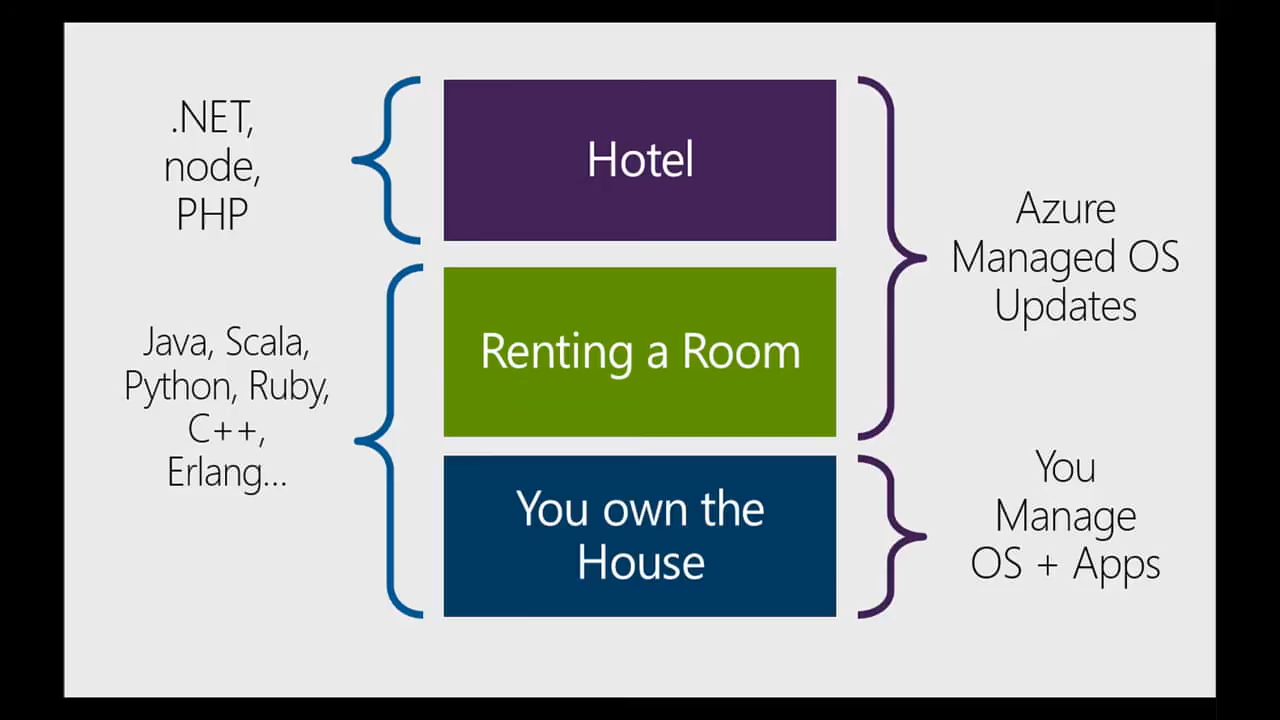 .NET,
node,
PHP
Hotel
Azure
Managed OS
Updates
Java, Scala,
Python, Ruby,
C++,
Erlang...
Renting a Room
You own the
House
You
Manage
OS + Apps